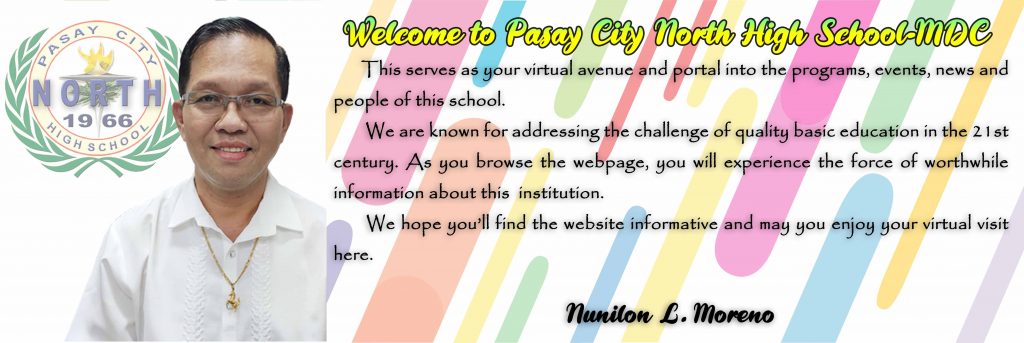 PASAY CITY
NORTH
1966
HIGH SCHOOL
Welcome to Pasay City North High School-MDC
This serves as your virtual avenue and portal into the programs, events, news and
people of this school.
We are known for addressing the challenge of quality basic education in the 21st
century. As you browse the webpage, you will experience the force of worthwhile
information about this institution.
We hope you'll find the website informative and may you enjoy your virtual visit
here.
Nunilon L. Moreno